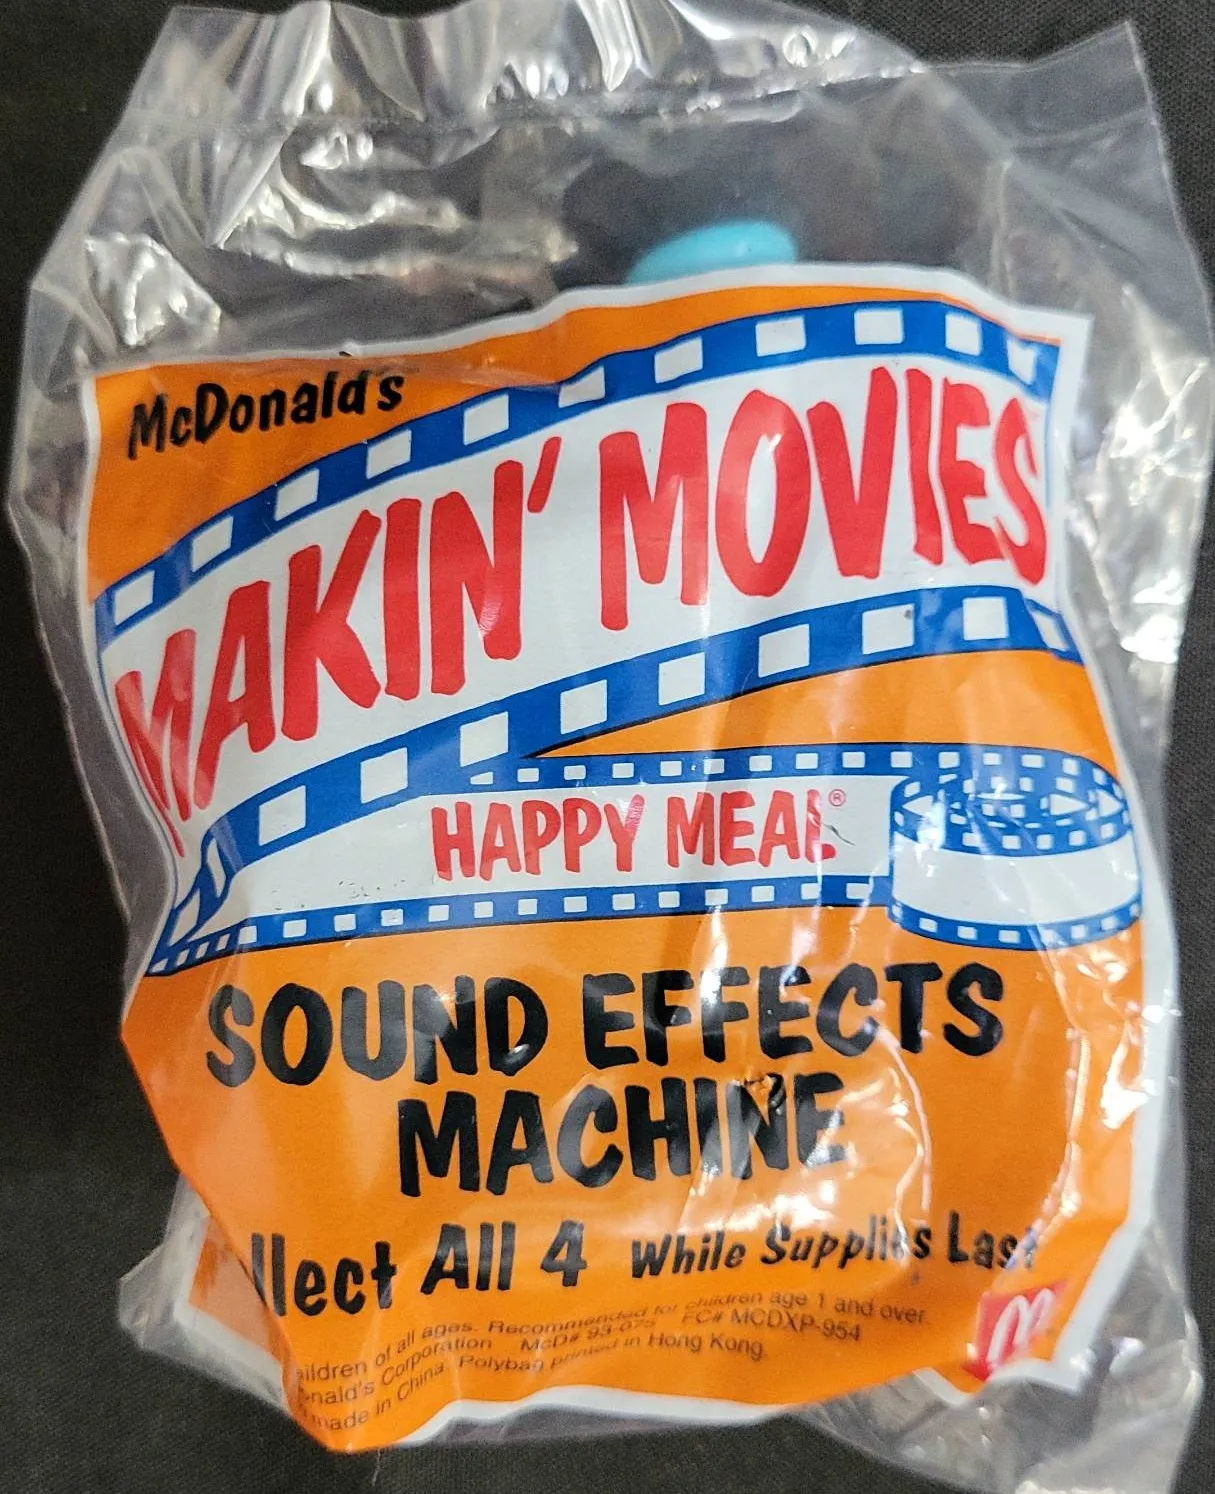 McDonald's
MAKIN' MOVIES
HAPPY MEAL®
SOUND EFFECTS
MACHINE
llect All 4 While Supplies Last
ildren of all ages. Recommended for children age 1 and over.
nald's Corporation McD# 93-075 FC# MCDXP-954
made in China. Polybag printed in Hong Kong.